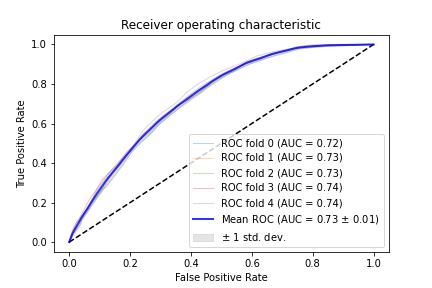 Receiver operating characteristic
True Positive Rate
1.0
0.8
0.6
0.4
0.2
0.0
ROC fold 0 (AUC = 0.72)
ROC fold 1 (AUC = 0.73)
ROC fold 2 (AUC = 0.73)
ROC fold 3 (AUC = 0.74)
ROC fold 4 (AUC = 0.74)
Mean ROC (AUC = 0.73 ± 0.01)
± 1 std. dev.
0.0 0.2 0.4 0.6 0.8 1.0
False Positive Rate